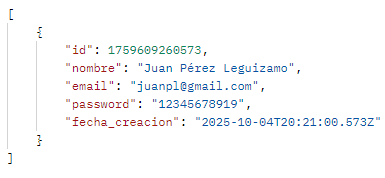 [
{
"id": 1759609260573,
"nombre": "Juan Pérez Leguizamo",
"email": "juanpl@gmail.com",
"password": "12345678919",
"fecha_creacion": "2025-10-04T20:21:00.573Z"
}
]